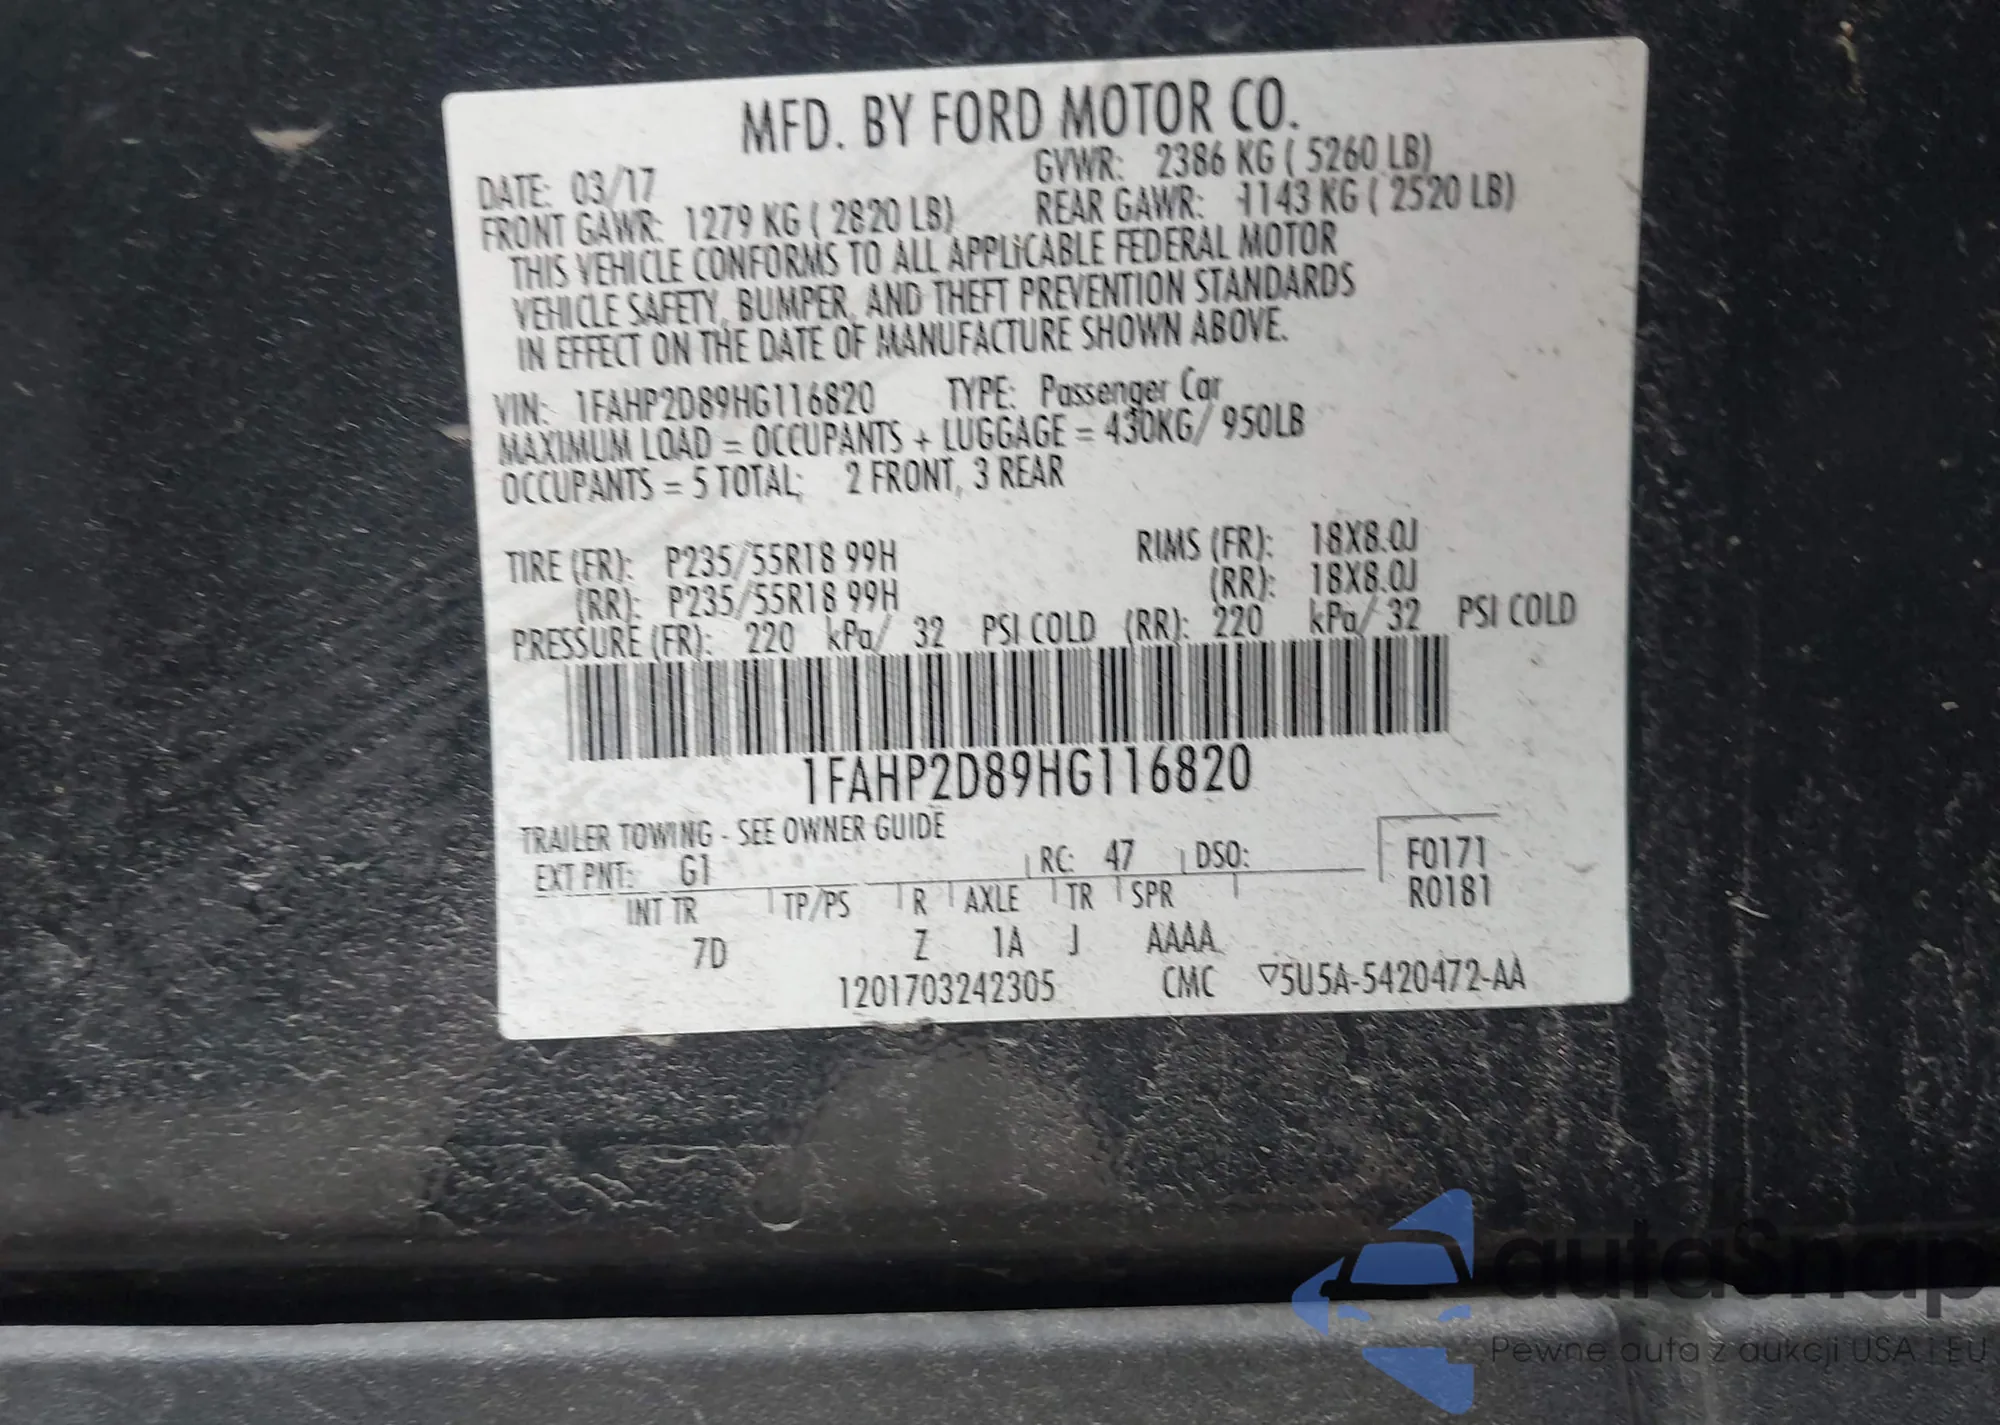 MFD. BY FORD MOTOR CO.
DATE: 03/17 GVWR: 2386 KG ( 5260 LB)
FRONT GAWR: 1279 KG ( 2820 LB) REAR GAWR: 1143 KG ( 2520 LB)
THIS VEHICLE CONFORMS TO ALL APPLICABLE FEDERAL MOTOR
VEHICLE SAFETY, BUMPER, AND THEFT PREVENTION STANDARDS
IN EFFECT ON THE DATE OF MANUFACTURE SHOWN ABOVE.
VIN: 1FAHP2D89HG116820 TYPE: Passenger Car
MAXIMUM LOAD = OCCUPANTS + LUGGAGE = 430KG/ 950LB
OCCUPANTS = 5 TOTAL; 2 FRONT, 3 REAR
TIRE (FR): P235/55R18 99H RIMS (FR): 18X8.0J
(RR): P235/55R18 99H (RR): 18X8.0J
PRESSURE (FR): 220 kPa/ 32 PSI COLD (RR): 220 kPa/ 32 PSI COLD
1FAHP2D89HG116820
TRAILER TOWING - SEE OWNER GUIDE
EXT PNT: G1 RC: 47 DSO: F0171
INT TR TP/PS R AXLE TR SPR R0181
7D Z 1A J AAAA
1201703242305 CMC ▽5U5A-5420472-AA
autaSnap
Pewne auta z aukcji USA i EU